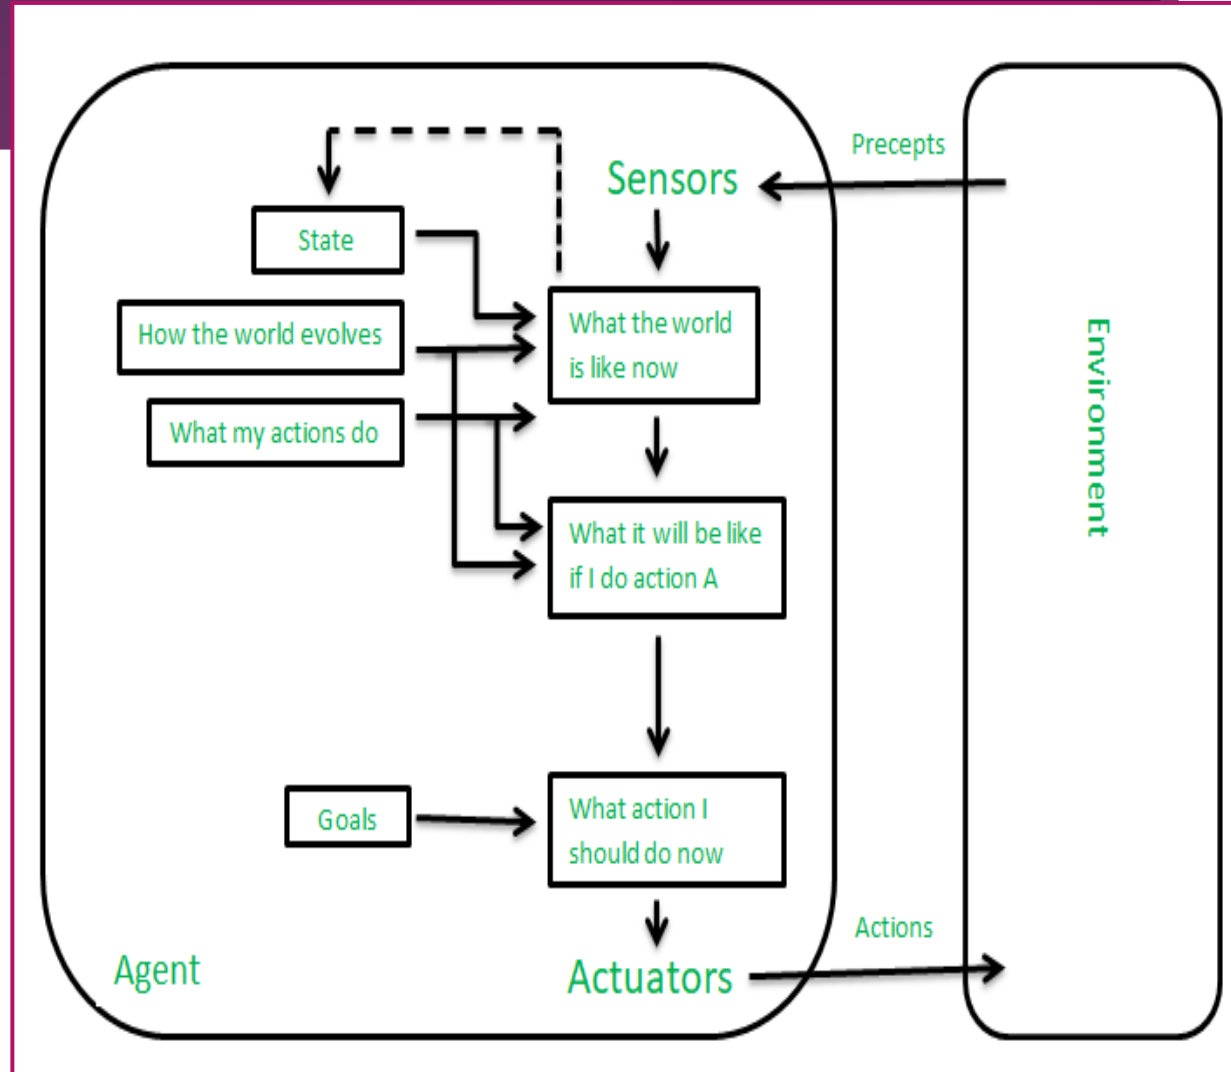 Precepts
Sensors
State
How the world evolves
What the world
is like now
What my actions do
Environment
What it will be like
if I do action A
Goals
What action I
should do now
Actions
Agent
Actuators